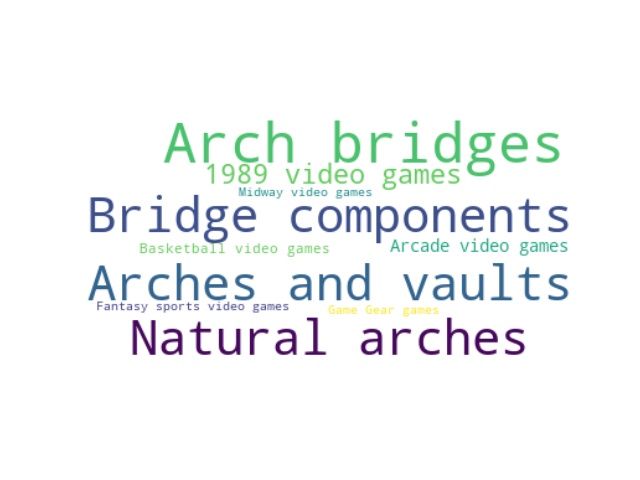 Arch bridges
1989 video games
Midway video games
Bridge components
Basketball video games
Arcade video games
Arches and vaults
Fantasy sports video games
Game Gear games
Natural arches